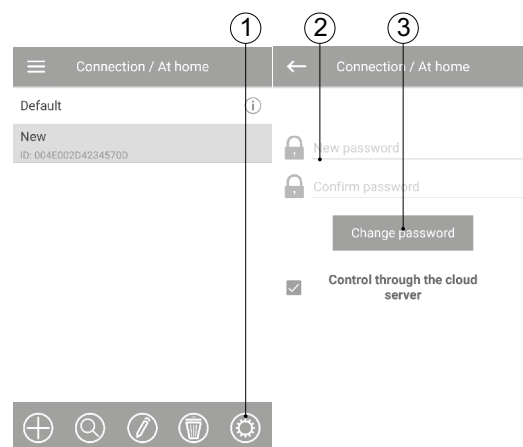 1
2
3
Connection / At home
Default
New
ID: 004E002D4234570D
Connection / At home
New password
Confirm password
Change password
Control through the cloud
server